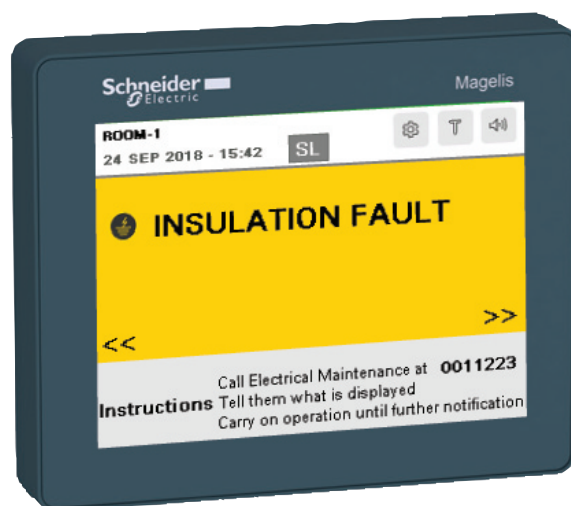 Schneider
Electric
Magelis
ROOM-1
24 SEP 2018 - 15:42
SL
T
INSULATION FAULT
<< >>
Instructions
Call Electrical Maintenance at 0011223
Tell them what is displayed
Carry on operation until further notification